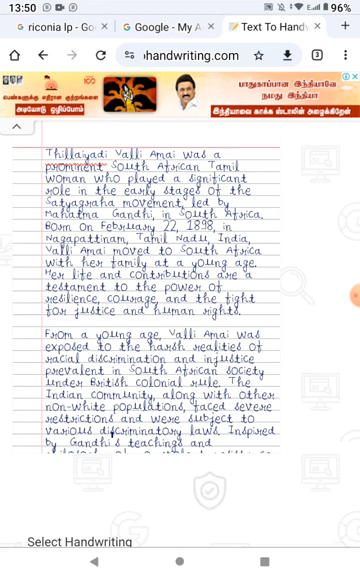 13:50
96%
riconia lp - Go
Google - My A
Text To Handw
handwriting.com
3
100
பெண்களுக்கு எதிரான குற்றங்களை
அடியோடு ஒழிப்போம்
பாதுகாப்பான இந்தியாவே
நமது இந்தியா
இந்தியாவை காக்க ஸ்டாலின் அழைக்கிறேன்
Thillaiyadi Valli Amai was a
prominent South African Tamil
woman who played a significant
role in the early stages of the
Satyagraha movement, led by
Mahatma Gandhi, in South Africa.
Born on February 22, 1898, in
Nagapattinam, Tamil Nadu, India,
Valli Amai moved to South Africa
with her family at a young age.
Her life and contributions are a
testament to the power of
resilience, courage, and the fight
for justice and human rights.
From a young age, Valli Amai was
exposed to the harsh realities of
racial discrimination and injustice
prevalent in South African society
under British colonial rule. The
Indian community, along with other
non-white populations, faced severe
restrictions and were subject to
various discriminatory laws. Inspired
by Gandhi's teachings and
Select Handwriting